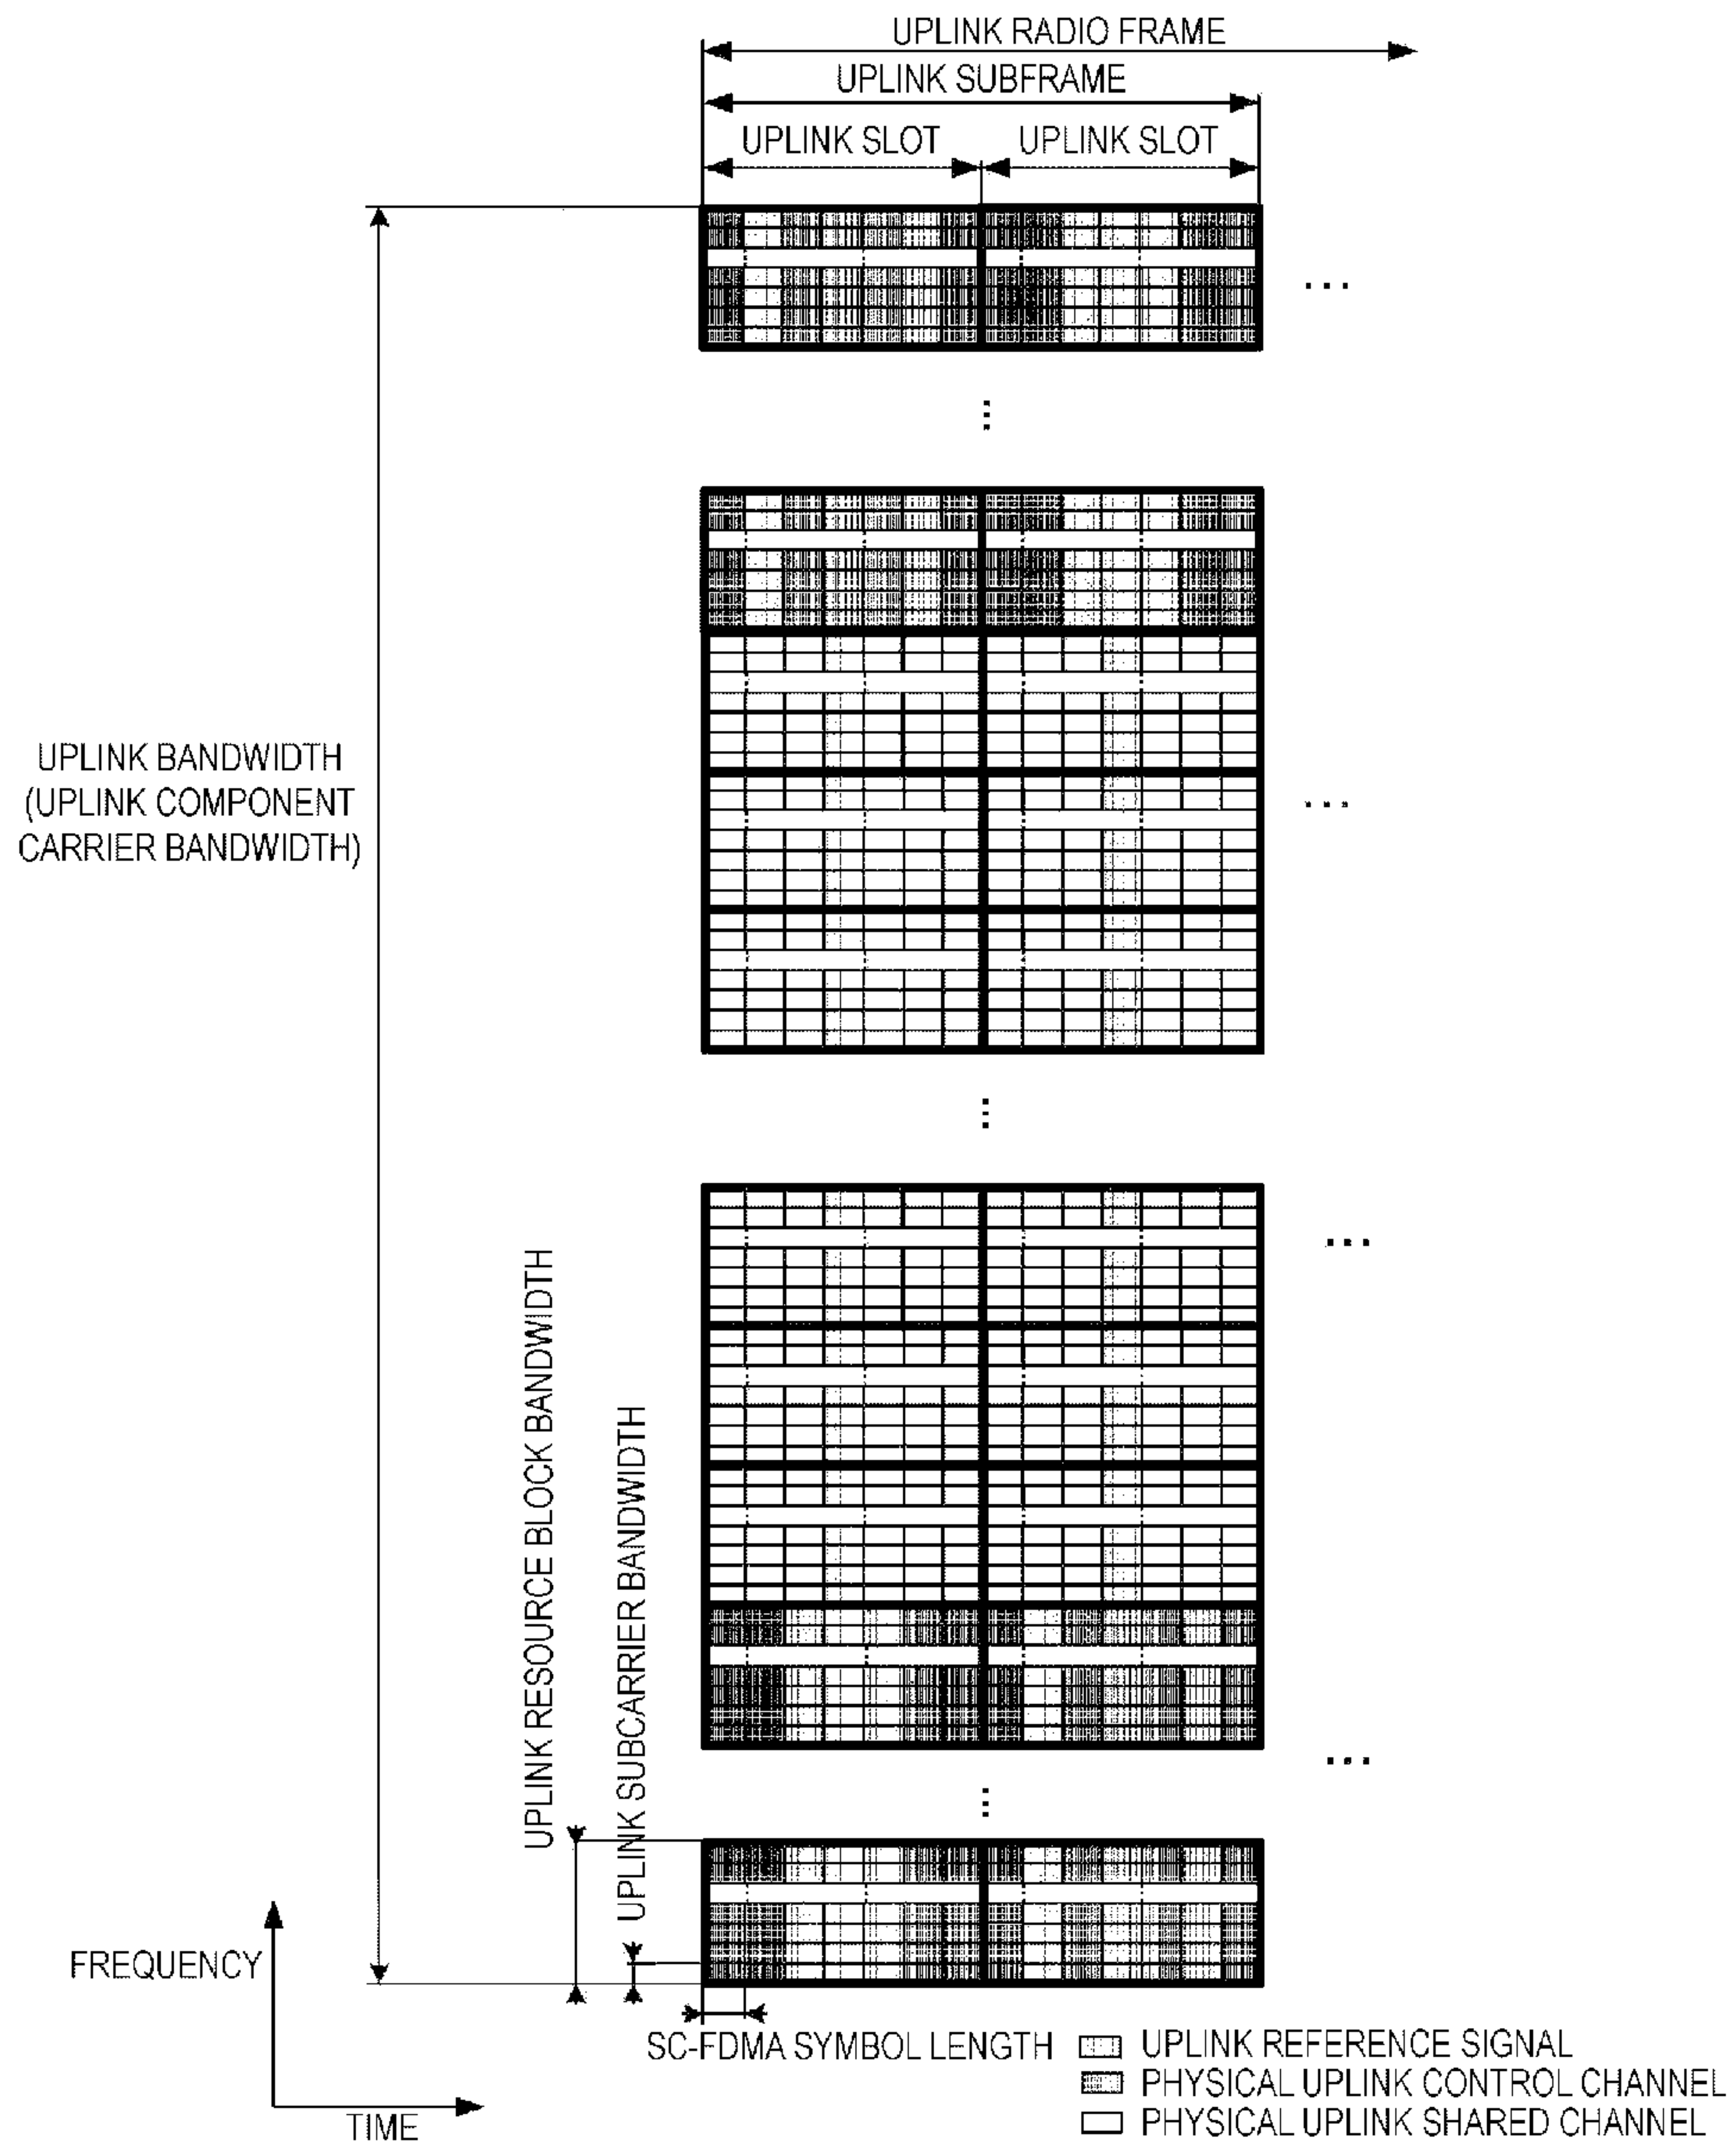 UPLINK RADIO FRAME
UPLINK SUBFRAME
UPLINK SLOT UPLINK SLOT
UPLINK BANDWIDTH
(UPLINK COMPONENT
CARRIER BANDWIDTH)
UPLINK RESOURCE BLOCK BANDWIDTH
UPLINK SUBCARRIER BANDWIDTH
FREQUENCY
TIME
SC-FDMA SYMBOL LENGTH
UPLINK REFERENCE SIGNAL
PHYSICAL UPLINK CONTROL CHANNEL
PHYSICAL UPLINK SHARED CHANNEL